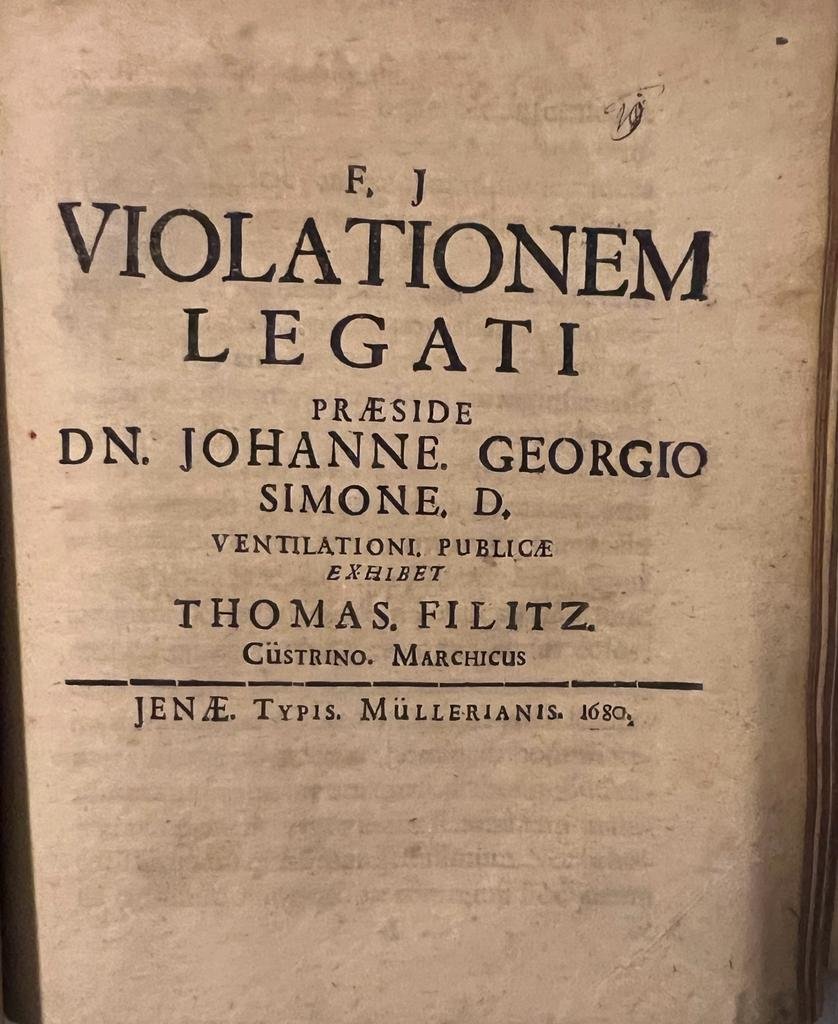 F. J
VIOLATIONEM
LEGATI
PRÆSIDE
DN. JOHANNE. GEORGIO
SIMONE. D.
VENTILATIONI. PUBLICÆ
EXHIBET
THOMAS. FILITZ.
CÜSTRINO. MARCHICUS
JENÆ. TYPIS. MÜLLERIANIS. 1680.